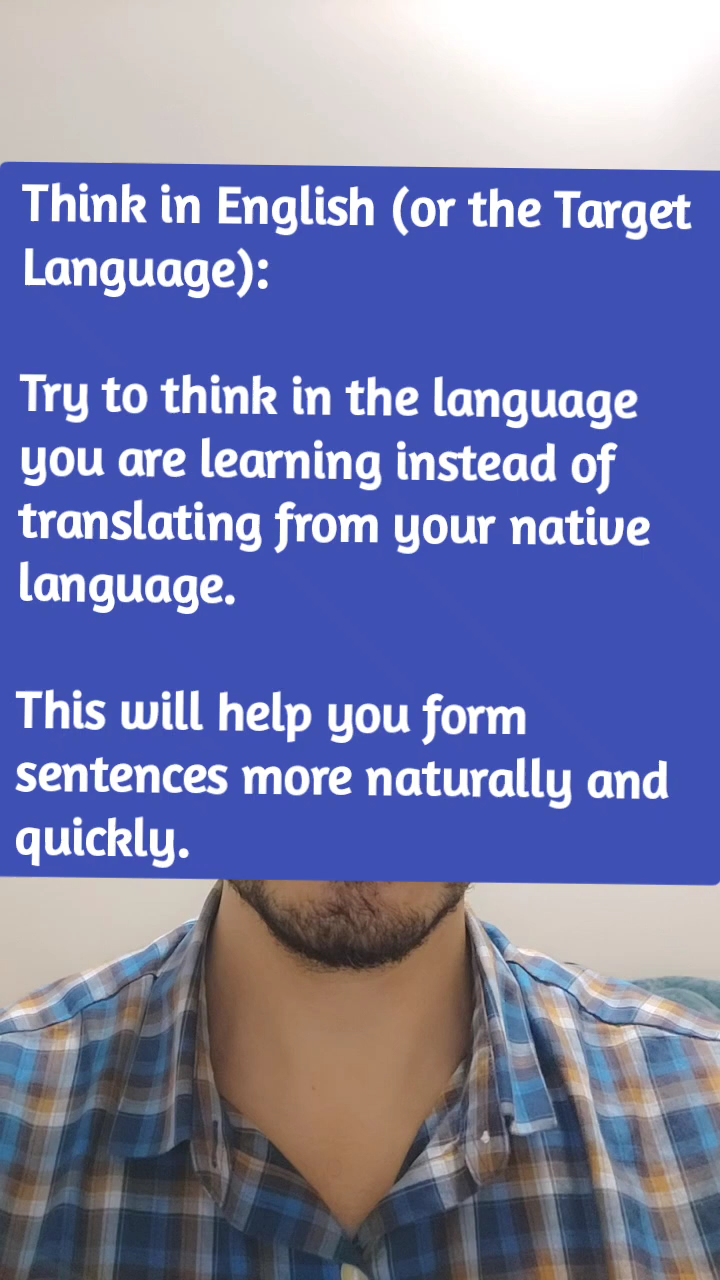 Think in English (or the Target
Language):
Try to think in the language
you are learning instead of
translating from your native
language.
This will help you form
sentences more naturally and
quickly.